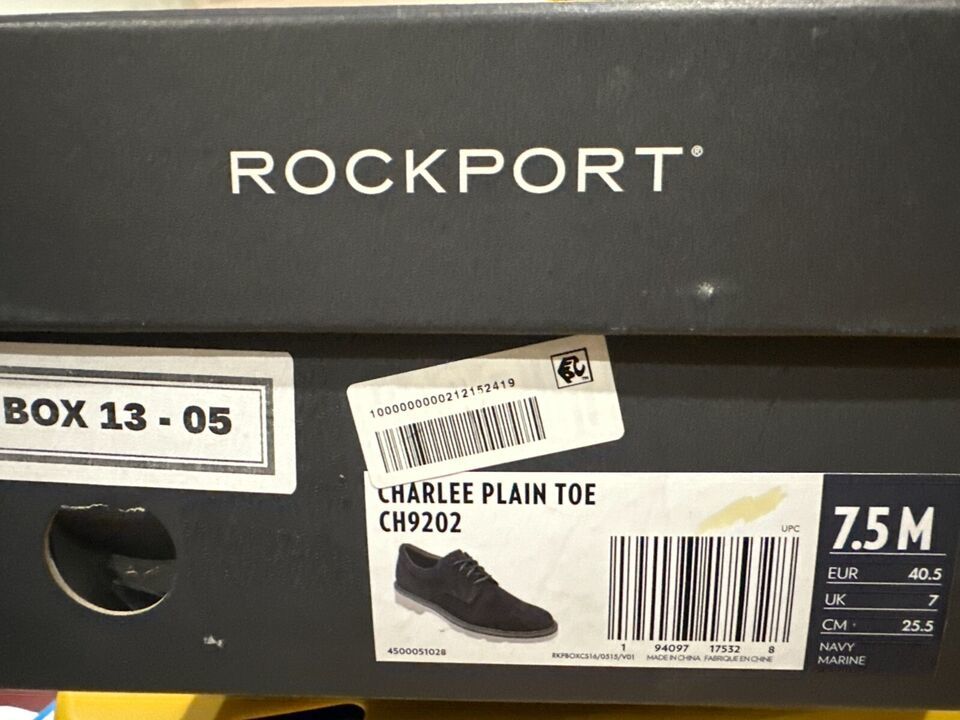 ROCKPORT®
BOX 13 - 05
1000000000212152419
CHARLEE PLAIN TOE
CH9202
UPC
1 94097 17532 8
4500051028
RKPBOXCS16/0515/V01 MADE IN CHINA FABRIQUE EN CHINE
7.5 M
EUR 40.5
UK 7
CM 25.5
NAVY
MARINE